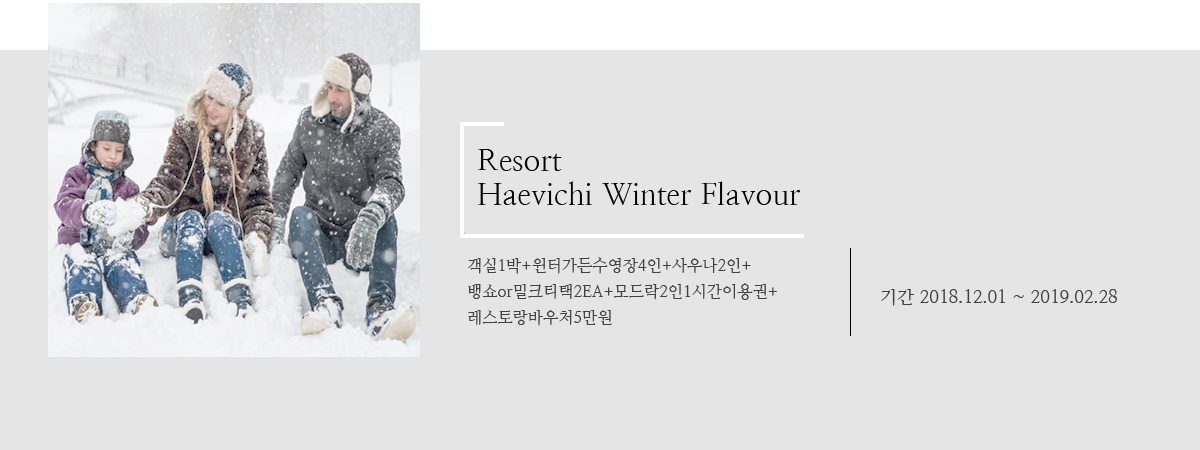 Resort
Haevichi Winter Flavour
객실1박+윈터가든수영장4인+사우나2인+
뱅쇼or밀크티택2EA+모드락2인1시간이용권+
레스토랑바우처5만원
기간 2018.12.01 ~ 2019.02.28